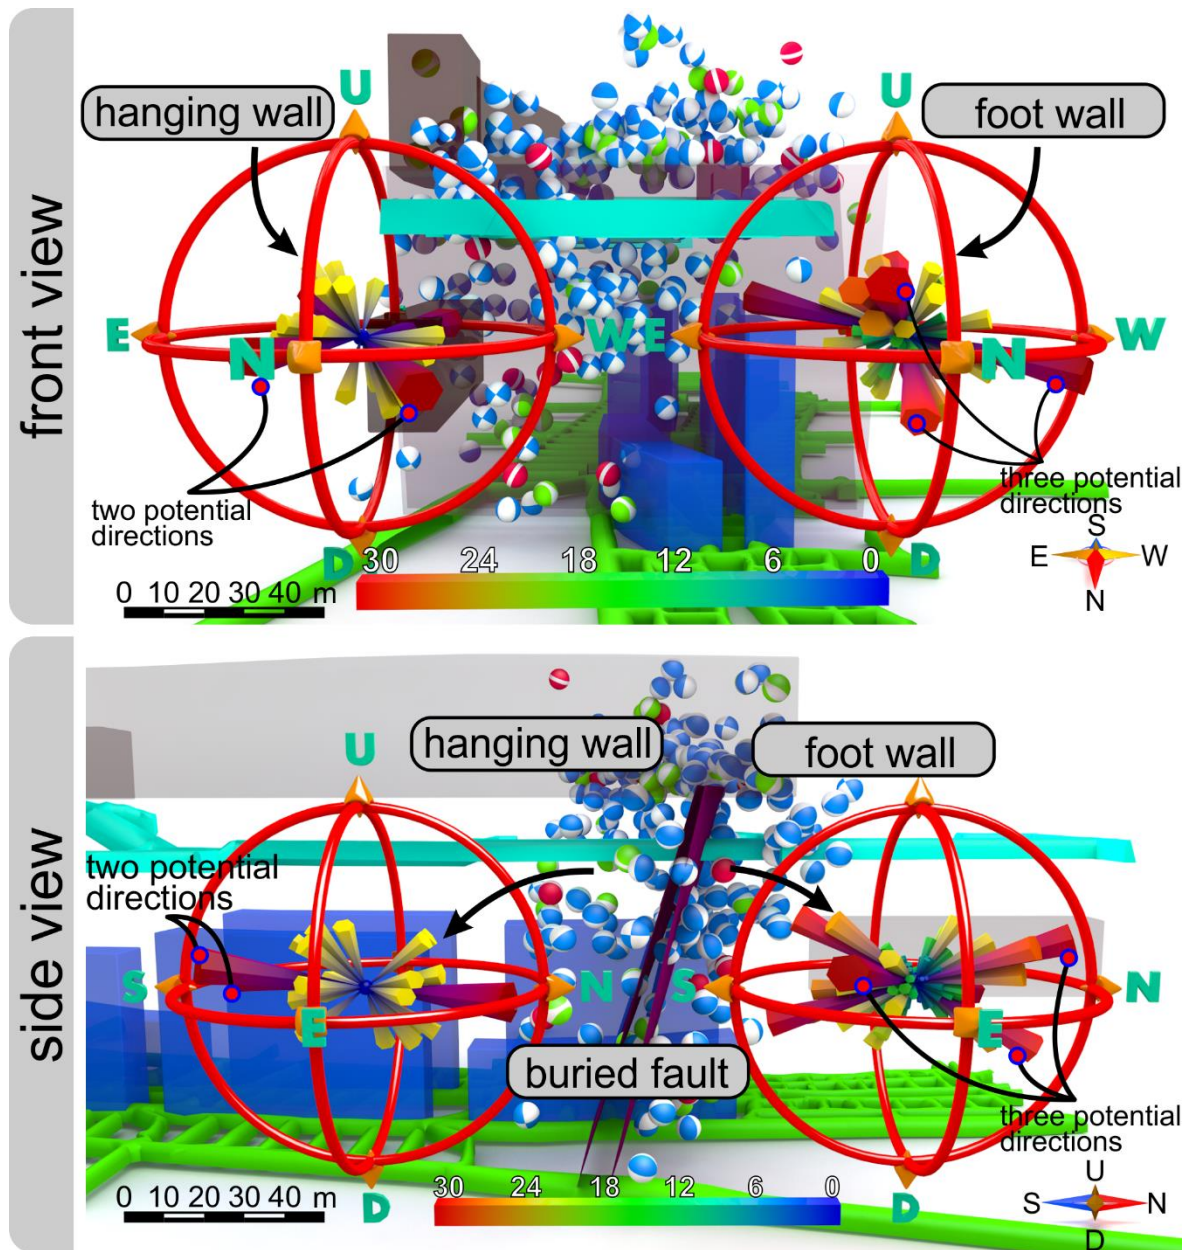 front view
hanging wall
U
U
foot wall
E
N
W
E
N
W
two potential
directions
three potential
directions
D
D
30 24 18 12 6 0
0 10 20 30 40 m
S
E W
N
side view
hanging wall
foot wall
U
two potential
directions
S
N
S
N
E
E
buried fault
three potential
directions
D
D
0 10 20 30 40 m
30 24 18 12 6 0
U
S N
D